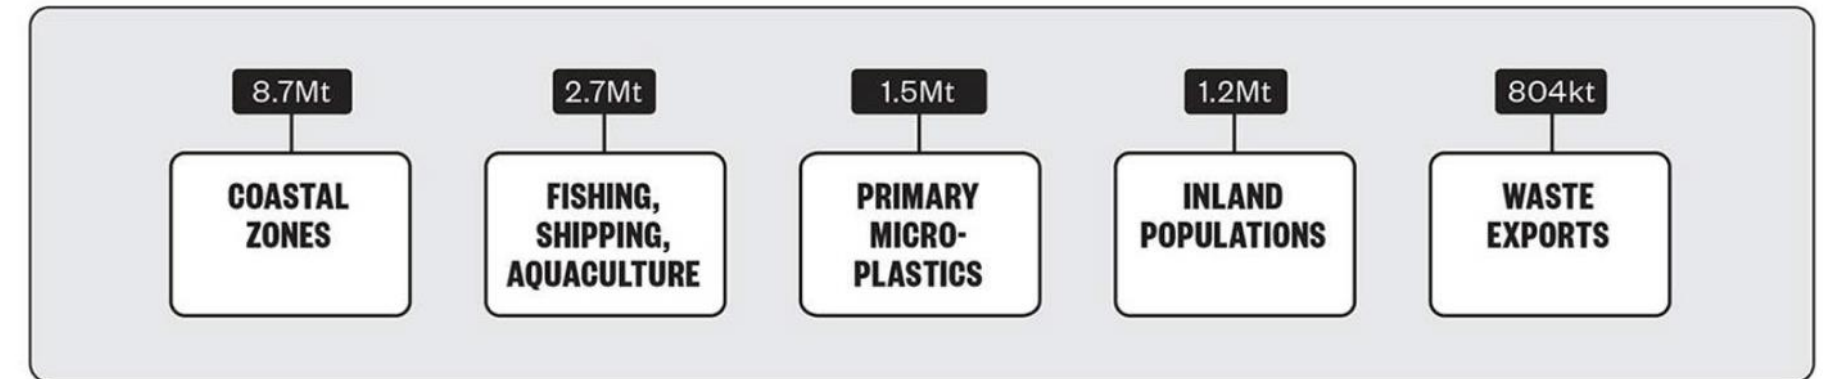 8.7Mt
COASTAL
ZONES
2.7Mt
FISHING,
SHIPPING,
AQUACULTURE
1.5Mt
PRIMARY
MICRO-
PLASTICS
1.2Mt
INLAND
POPULATIONS
804kt
WASTE
EXPORTS